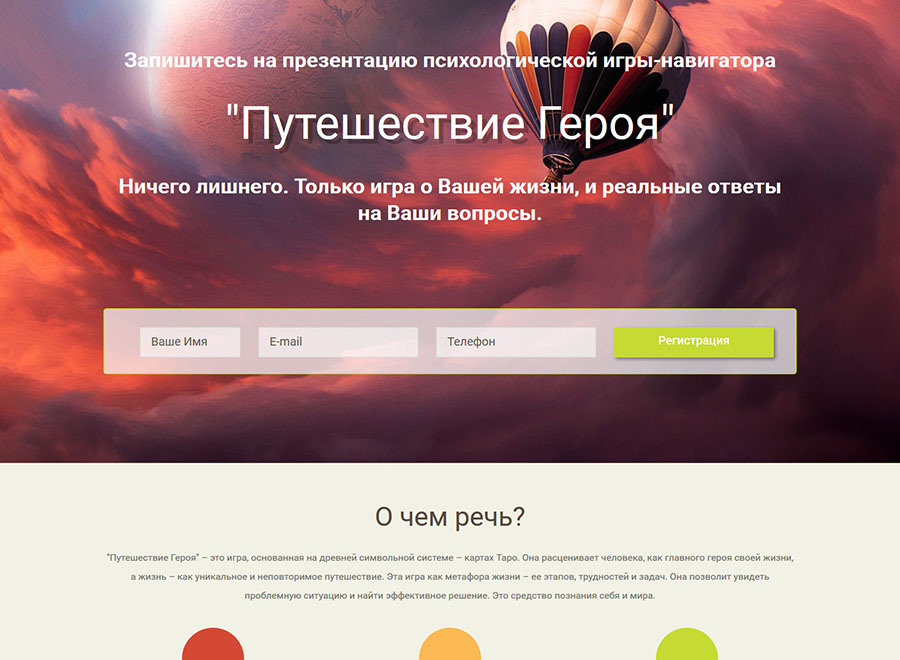 Запишитесь на презентацию психологической игры-навигатора
"Путешествие Героя"
Ничего лишнего. Только игра о Вашей жизни, и реальные ответы
на Ваши вопросы.
Ваше Имя E-mail Телефон Регистрация
О чем речь?
"Путешествие Героя" – это игра, основанная на древней символьной системе – картах Таро. Она расценивает человека, как главного героя своей жизни,
а жизнь – как уникальное и неповторимое путешествие. Эта игра как метафора жизни – ее этапов, трудностей и задач. Она позволит увидеть
проблемную ситуацию и найти эффективное решение. Это средство познания себя и мира.